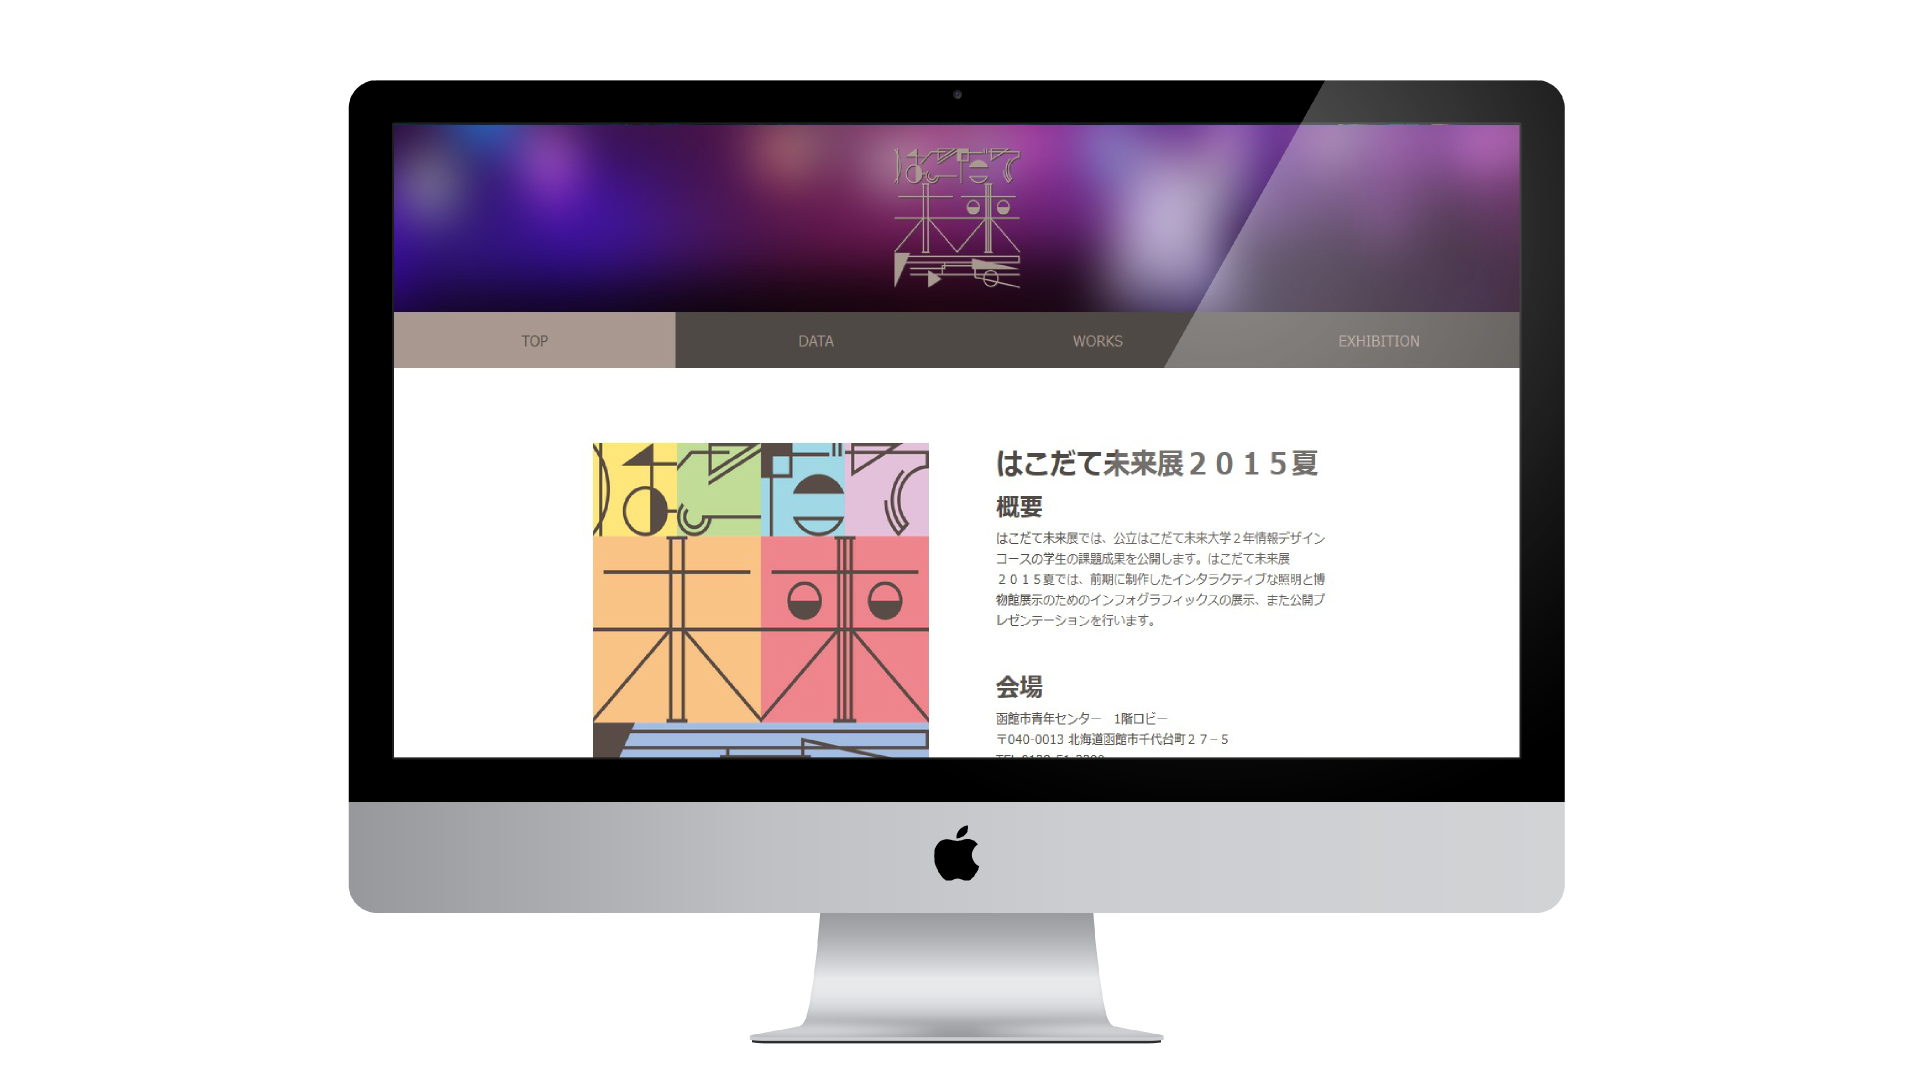 はこだて
未来
展
TOP
DATA
WORKS
EXHIBITION
はこだて
未来
はこだて未来展２０１５夏
概要
はこだて未来展では、公立はこだて未来大学２年情報デザイン
コースの学生の課題成果を公開します。はこだて未来展
２０１５夏では、前期に制作したインタラクティブな照明と博
物館展示のためのインフォグラフィックスの展示、また公開プ
レゼンテーションを行います。
会場
函館市青年センター　1階ロビー
〒040-0013 北海道函館市千代台町２７−５